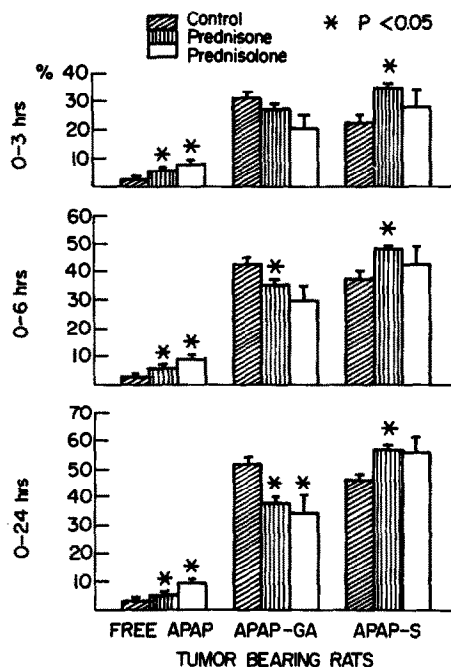 Control
Prednisone
Prednisolone
* P <0.05
%
40
30
20
10
0-3 hrs
* *
*
60
50
40
30
20
10
0-6 hrs
* *
*
*
70
60
50
40
30
20
10
0-24 hrs
* *
* *
*
FREE APAP APAP-GA APAP-S
TUMOR BEARING RATS